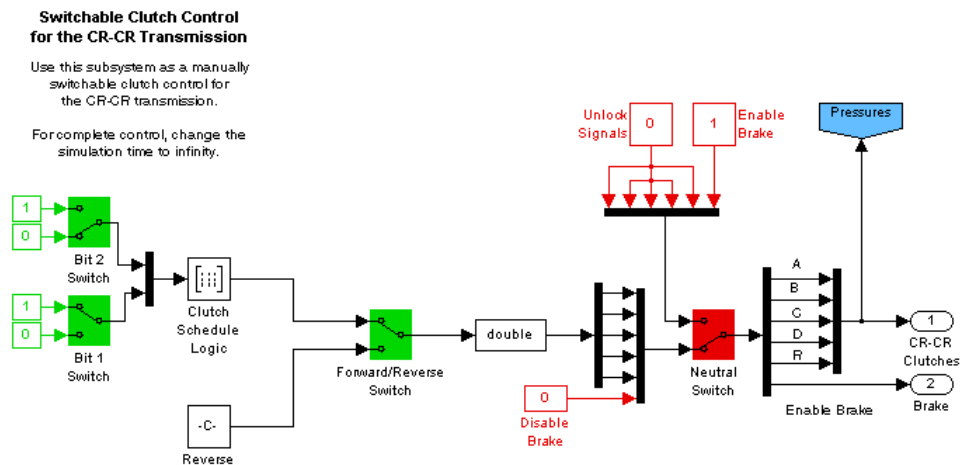 Switchable Clutch Control
for the CR-CR Transmission
Use this subsystem as a manually
switchable clutch control for
the CR-CR transmission.
For complete control, change the
simulation time to infinity.
Unlock
Signals
0
1
Enable
Brake
Pressures
1
0
Bit 2
Switch
1
0
Bit 1
Switch
Clutch
Schedule
Logic
-C-
Reverse
Forward/Reverse
Switch
double
0
Disable
Brake
Neutral
Switch
A
B
C
D
R
Enable Brake
1
CR-CR
Clutches
2
Brake